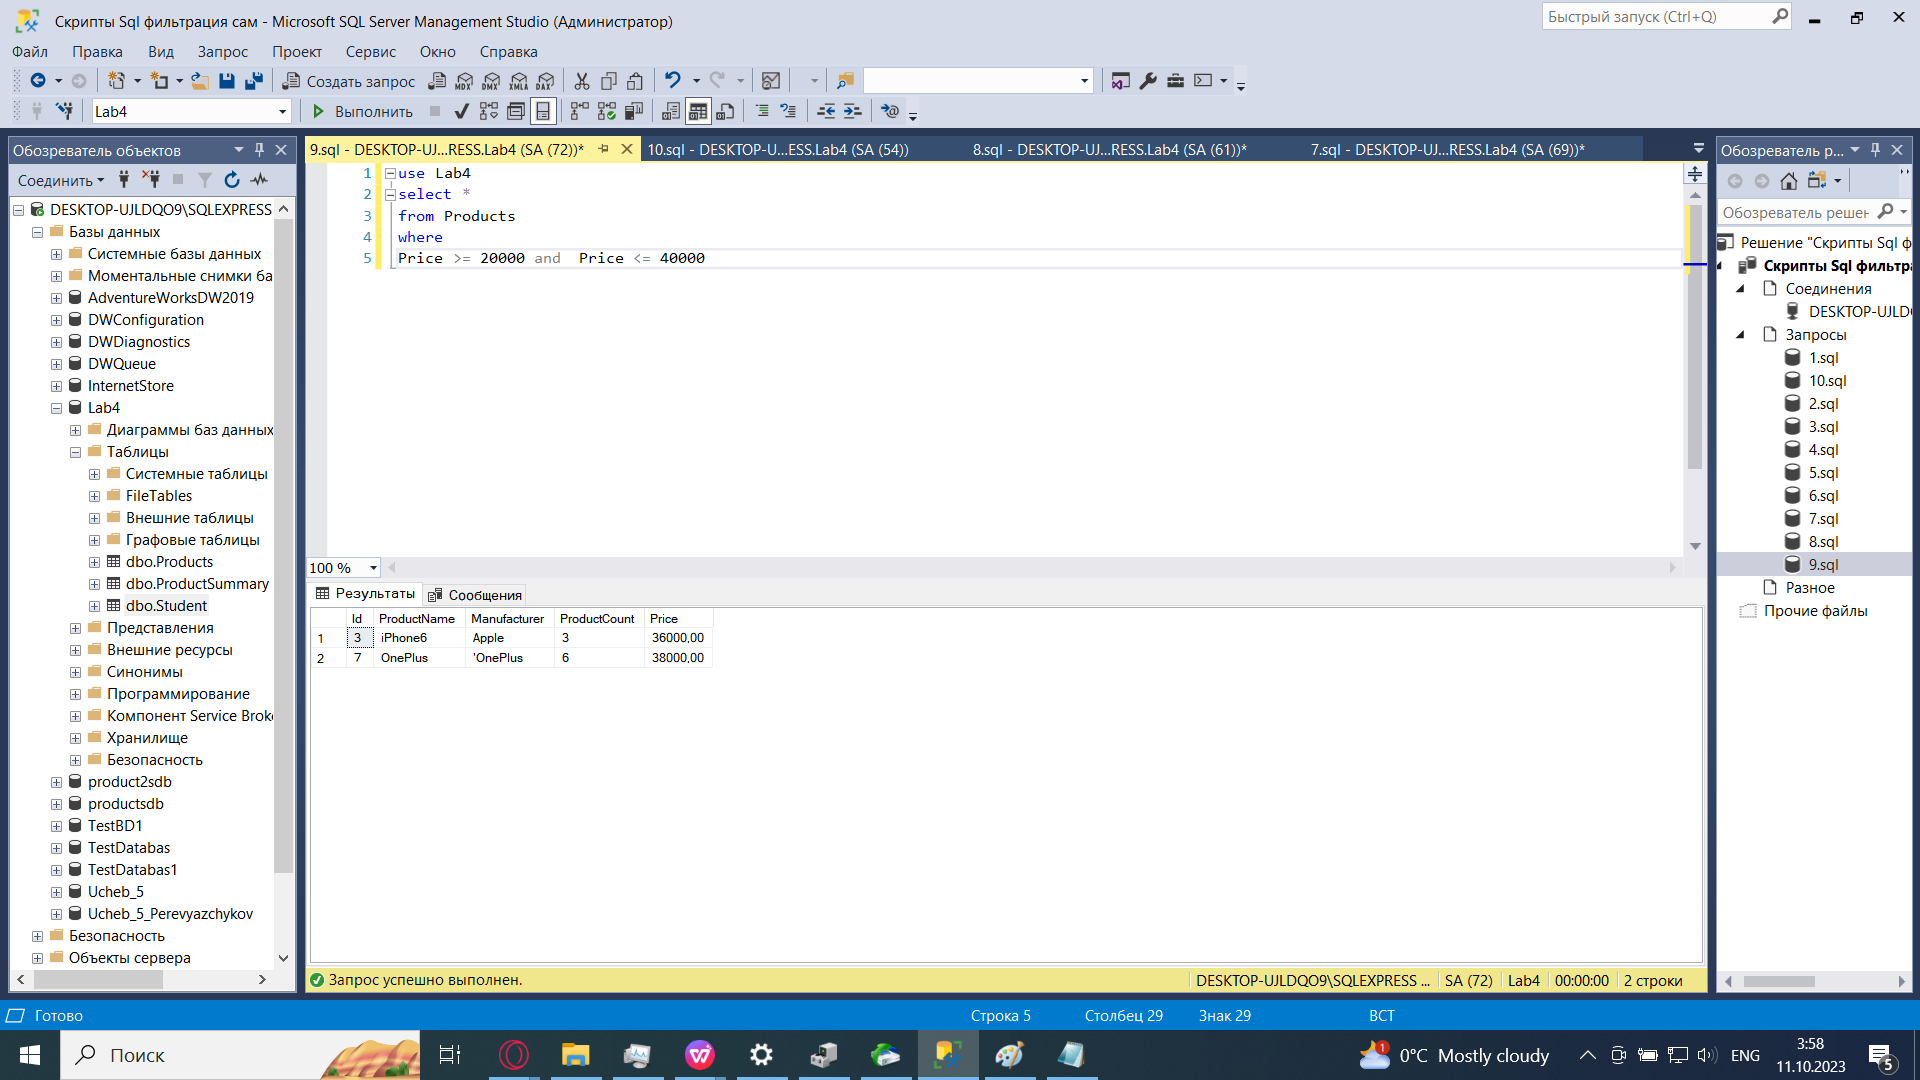 Скрипты Sql фильтрация сам - Microsoft SQL Server Management Studio (Администратор)
Быстрый запуск (Ctrl+Q)
Файл Правка Вид Запрос Проект Сервис Окно Справка
Создать запрос MDX DMX XMLA DAX
Lab4 Выполнить
Обозреватель объектов
Соединить
DESKTOP-UJLDQO9\SQLEXPRESS
Базы данных
Системные базы данных
Моментальные снимки ба
AdventureWorksDW2019
DWConfiguration
DWDiagnostics
DWQueue
InternetStore
Lab4
Диаграммы баз данных
Таблицы
Системные таблицы
FileTables
Внешние таблицы
Графовые таблицы
dbo.Products
dbo.ProductSummary
dbo.Student
Представления
Внешние ресурсы
Синонимы
Программирование
Компонент Service Brok
Хранилище
Безопасность
product2sdb
productsdb
TestBD1
TestDatabas
TestDatabas1
Ucheb_5
Ucheb_5_Perevyazchykov
Безопасность
Объекты сервера
9.sql - DESKTOP-UJ...RESS.Lab4 (SA (72))* 10.sql - DESKTOP-U...ESS.Lab4 (SA (54)) 8.sql - DESKTOP-UJ...RESS.Lab4 (SA (61))* 7.sql - DESKTOP-UJ...RESS.Lab4 (SA (69))*
1 use Lab4
2 select *
3 from Products
4 where
5 Price >= 20000 and Price <= 40000
100 %
Результаты Сообщения
Id ProductName Manufacturer ProductCount Price
1 3 iPhone6 Apple 3 36000,00
2 7 OnePlus 'OnePlus 6 38000,00
Запрос успешно выполнен. DESKTOP-UJLDQO9\SQLEXPRESS ... SA (72) Lab4 00:00:00 2 строки
Обозреватель р...
Обозреватель решен
Решение "Скрипты Sql ф
Скрипты Sql фильтра
Соединения
DESKTOP-UJLD
Запросы
1.sql
10.sql
2.sql
3.sql
4.sql
5.sql
6.sql
7.sql
8.sql
9.sql
Разное
Прочие файлы
Готово Строка 5 Столбец 29 Знак 29 ВСТ
Поиск 1 0°C Mostly cloudy ENG 3:58
11.10.2023 5